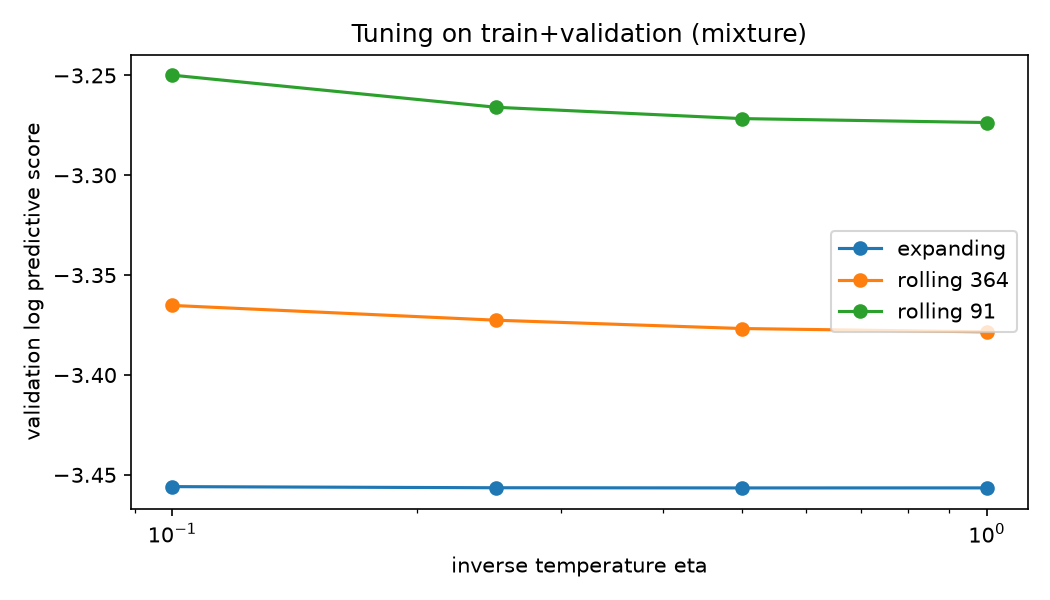 Tuning on train+validation (mixture)
validation log predictive score
−3.25
−3.30
−3.35
−3.40
−3.45
expanding
rolling 364
rolling 91
10⁻¹
10⁰
inverse temperature eta